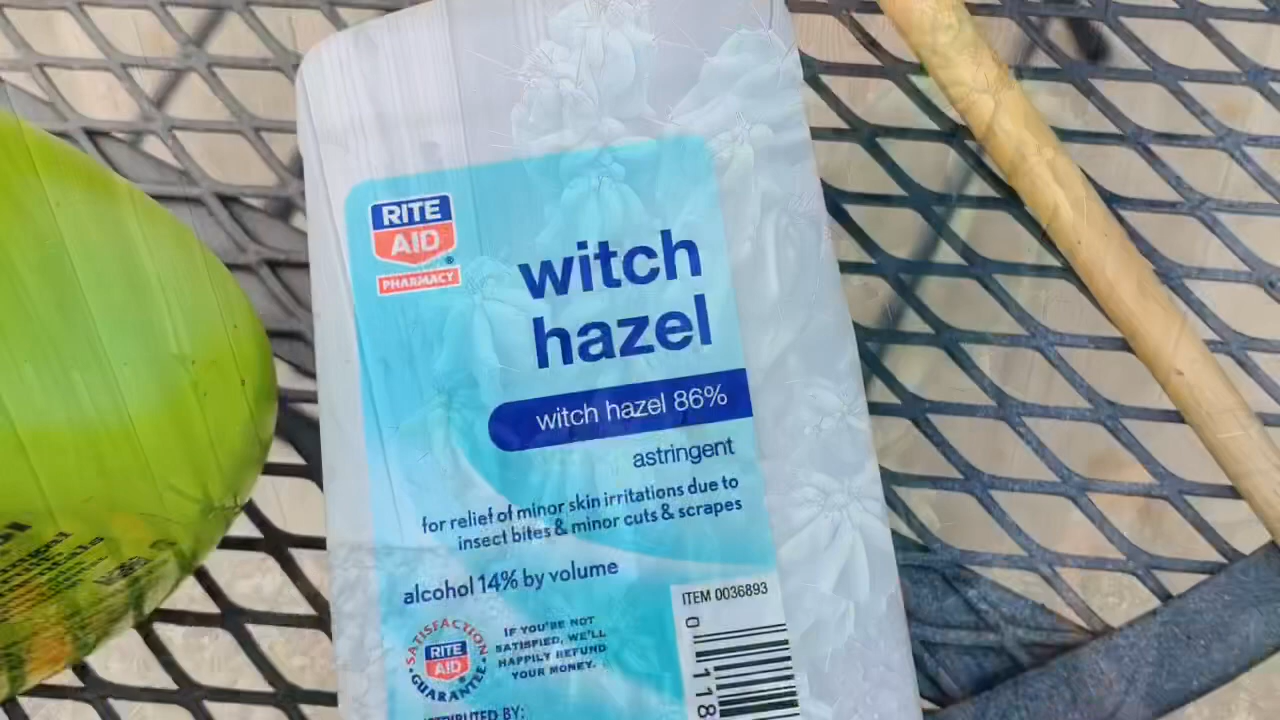 RITE
AID
PHARMACY
witch
hazel
witch hazel 86%
astringent
for relief of minor skin irritations due to
insect bites & minor cuts & scrapes
alcohol 14% by volume
SATISFACTION
RITE
AID
GUARANTEE
IF YOU'RE NOT
SATISFIED, WE'LL
HAPPILY REFUND
YOUR MONEY.
ITEM 0036893
0 118
BY: